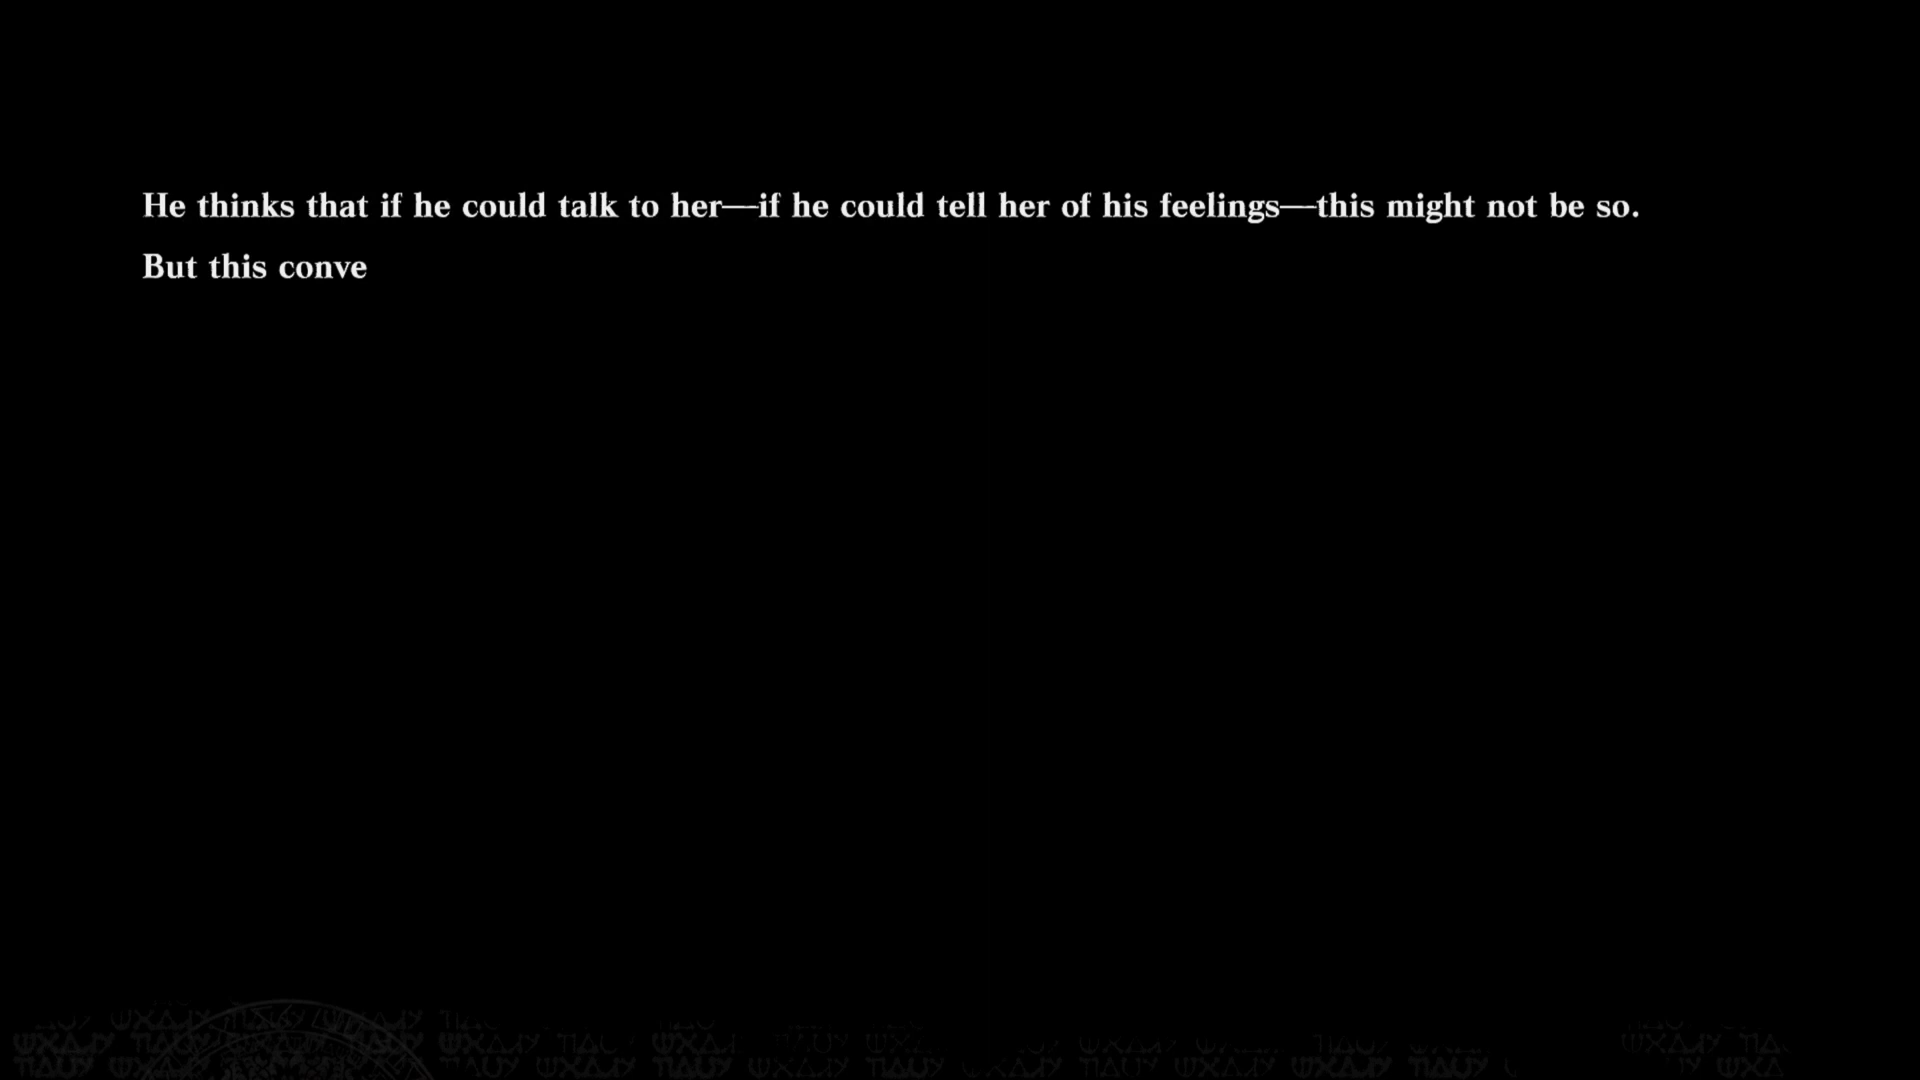 He thinks that if he could talk to her—if he could tell her of his feelings—this might not be so.
But this conve